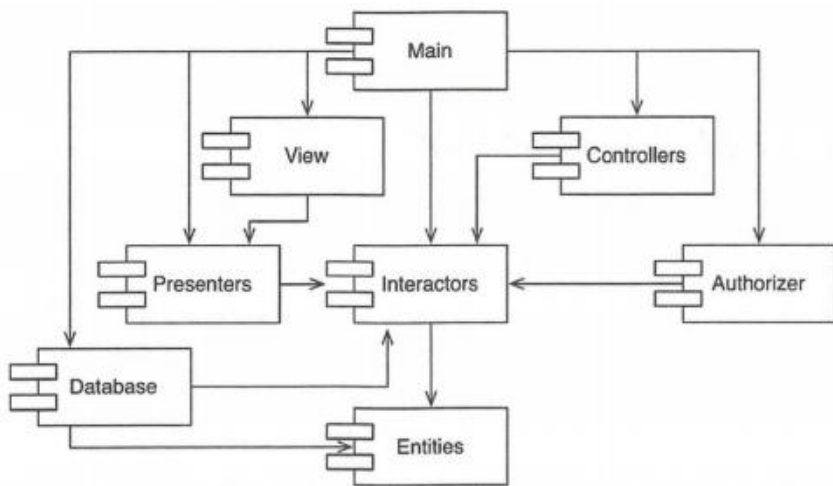 Main
View
Controllers
Presenters
Interactors
Authorizer
Database
Entities